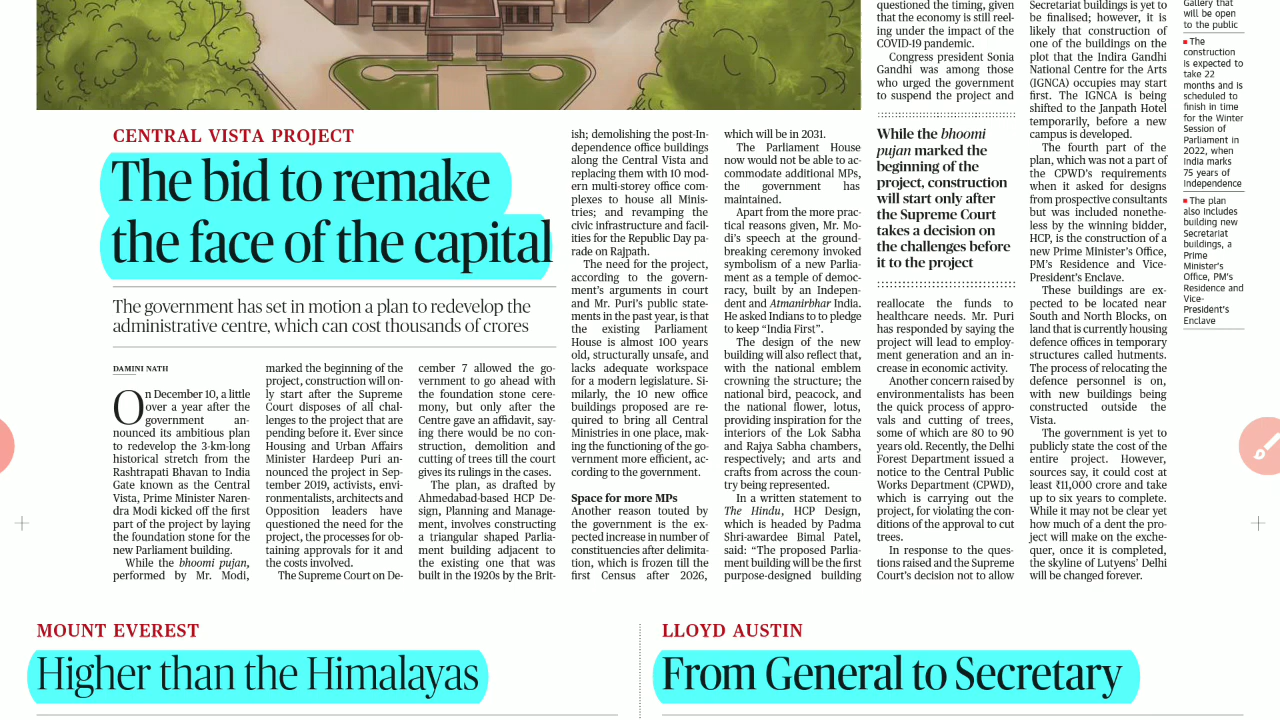 CENTRAL VISTA PROJECT
The bid to remake
the face of the capital
The government has set in motion a plan to redevelop the
administrative centre, which can cost thousands of crores
DAMINI NATH
On December 10, a little
over a year after the
government an-
nounced its ambitious plan
to redevelop the 3-km-long
historical stretch from the
Rashtrapati Bhavan to India
Gate known as the Central
Vista, Prime Minister Naren-
dra Modi kicked off the first
part of the project by laying
the foundation stone for the
new Parliament building.
While the bhoomi pujan,
performed by Mr. Modi,
marked the beginning of the
project, construction will on-
ly start after the Supreme
Court disposes of all chal-
lenges to the project that are
pending before it. Ever since
Housing and Urban Affairs
Minister Hardeep Puri an-
nounced the project in Sep-
tember 2019, activists, envi-
ronmentalists, architects and
Opposition leaders have
questioned the need for the
project, the processes for ob-
taining approvals for it and
the costs involved.
The Supreme Court on De-
cember 7 allowed the go-
vernment to go ahead with
the foundation stone cere-
mony, but only after the
Centre gave an affidavit, say-
ing there would be no con-
struction, demolition and
cutting of trees till the court
gives its rulings in the cases.
The plan, as drafted by
Ahmedabad-based HCP De-
sign, Planning and Manage-
ment, involves constructing
a triangular shaped Parlia-
ment building adjacent to
the existing one that was
built in the 1920s by the Brit-
ish; demolishing the post-In-
dependence office buildings
along the Central Vista and
replacing them with 10 mod-
ern multi-storey office com-
plexes to house all Minis-
tries; and revamping the
civic infrastructure and facil-
ities for the Republic Day pa-
rade on Rajpath.
The need for the project,
according to the govern-
ment's arguments in court
and Mr. Puri's public state-
ments in the past year, is that
the existing Parliament
House is almost 100 years
old, structurally unsafe, and
lacks adequate workspace
for a modern legislature. Si-
milarly, the 10 new office
buildings proposed are re-
quired to bring all Central
Ministries in one place, mak-
ing the functioning of the go-
vernment more efficient, ac-
cording to the government.
Space for more MPs
Another reason touted by
the government is the ex-
pected increase in number of
constituencies after delimita-
tion, which is frozen till the
first Census after 2026,
which will be in 2031.
The Parliament House
now would not be able to ac-
commodate additional MPs,
the government has
maintained.
Apart from the more prac-
tical reasons given, Mr. Mo-
di's speech at the ground-
breaking ceremony invoked
symbolism of a new Parlia-
ment as a temple of democ-
racy, built by an Indepen-
dent and Atmanirbhar India.
He asked Indians to to pledge
to keep “India First”.
The design of the new
building will also reflect that,
with the national emblem
crowning the structure; the
national bird, peacock, and
the national flower, lotus,
providing inspiration for the
interiors of the Lok Sabha
and Rajya Sabha chambers,
respectively; and arts and
crafts from across the coun-
try being represented.
In a written statement to
The Hindu, HCP Design,
which is headed by Padma
Shri-awardee Bimal Patel,
said: “The proposed Parlia-
ment building will be the first
purpose-designed building
questioned the timing, given
that the economy is still reel-
ing under the impact of the
COVID-19 pandemic.
Congress president Sonia
Gandhi was among those
who urged the government
to suspend the project and
While the bhoomi
pujan marked the
beginning of the
project, construction
will start only after
the Supreme Court
takes a decision on
the challenges before
it to the project
reallocate the funds to
healthcare needs. Mr. Puri
has responded by saying the
project will lead to employ-
ment generation and an in-
crease in economic activity.
Another concern raised by
environmentalists has been
the quick process of appro-
vals and cutting of trees,
some of which are 80 to 90
years old. Recently, the Delhi
Forest Department issued a
notice to the Central Public
Works Department (CPWD),
which is carrying out the
project, for violating the con-
ditions of the approval to cut
trees.
In response to the ques-
tions raised and the Supreme
Court's decision not to allow
Secretariat buildings is yet to
be finalised; however, it is
likely that construction of
one of the buildings on the
plot that the Indira Gandhi
National Centre for the Arts
(IGNCA) occupies may start
first. The IGNCA is being
shifted to the Janpath Hotel
temporarily, before a new
campus is developed.
The fourth part of the
plan, which was not a part of
the CPWD's requirements
when it asked for designs
from prospective consultants
but was included nonethe-
less by the winning bidder,
HCP, is the construction of a
new Prime Minister's Office,
PM's Residence and Vice-
President's Enclave.
These buildings are ex-
pected to be located near
South and North Blocks, on
land that is currently housing
defence offices in temporary
structures called hutments.
The process of relocating the
defence personnel is on,
with new buildings being
constructed outside the
Vista.
The government is yet to
publicly state the cost of the
entire project. However,
sources say, it could cost at
least ₹11,000 crore and take
up to six years to complete.
While it may not be clear yet
how much of a dent the pro-
ject will make on the exche-
quer, once it is completed,
the skyline of Lutyens' Delhi
will be changed forever.
Gallery that
will be open
to the public
The
construction
is expected to
take 22
months and is
scheduled to
finish in time
for the Winter
Session of
Parliament in
2022, when
India marks
75 years of
Independence
The plan
also includes
building new
Secretariat
buildings, a
Prime
Minister's
Office, PM's
Residence and
Vice-
President's
Enclave
MOUNT EVEREST
Higher than the Himalayas
LLOYD AUSTIN
From General to Secretary